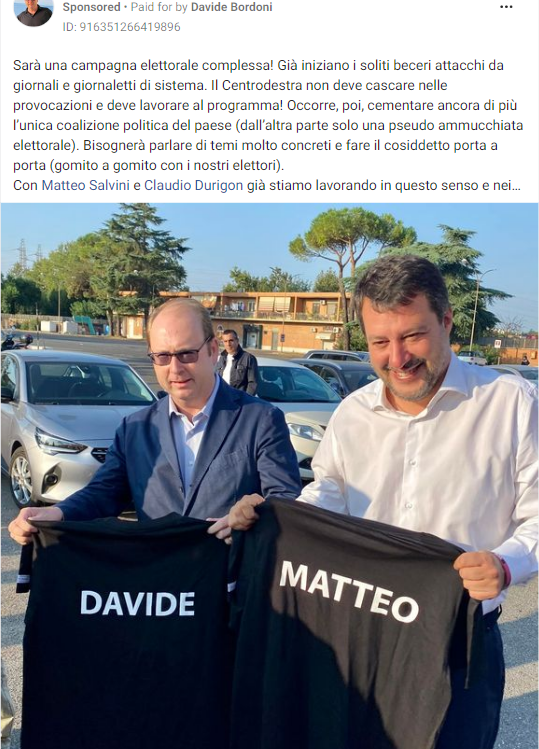 Sponsored • Paid for by Davide Bordoni
ID: 916351266419896
Sarà una campagna elettorale complessa! Già iniziano i soliti beceri attacchi da
giornali e giornaletti di sistema. Il Centrodestra non deve cascare nelle
provocazioni e deve lavorare al programma! Occorre, poi, cementare ancora di più
l'unica coalizione politica del paese (dall'altra parte solo una pseudo ammucchiata
elettorale). Bisognerà parlare di temi molto concreti e fare il cosiddetto porta a
porta (gomito a gomito con i nostri elettori).
Con Matteo Salvini e Claudio Durigon già stiamo lavorando in questo senso e nei…
DAVIDE
MATTEO